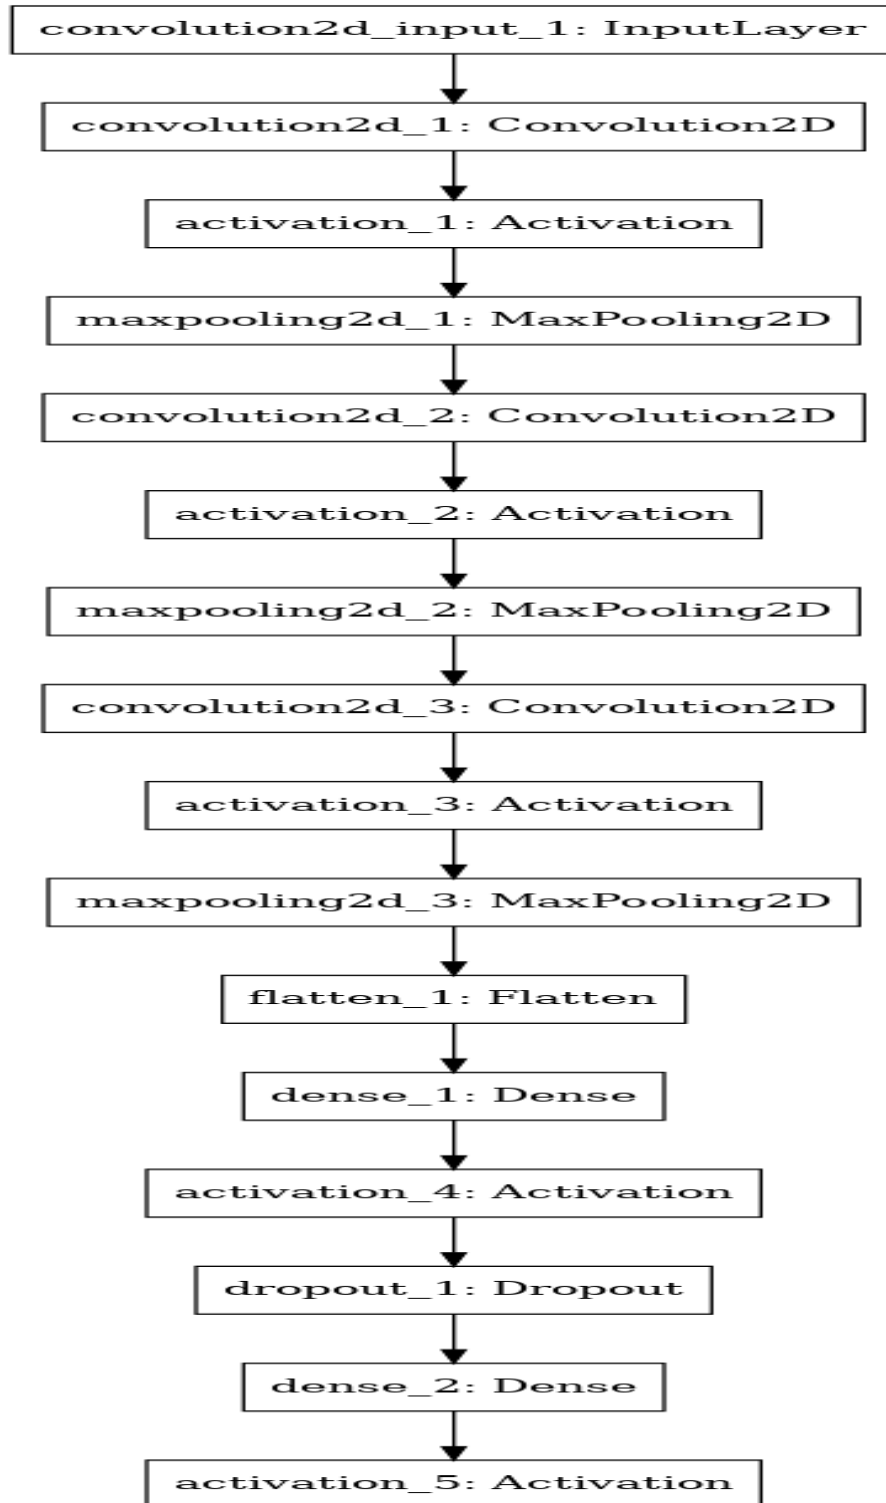 convolution2d_input_1: InputLayer
convolution2d_1: Convolution2D
activation_1: Activation
maxpooling2d_1: MaxPooling2D
convolution2d_2: Convolution2D
activation_2: Activation
maxpooling2d_2: MaxPooling2D
convolution2d_3: Convolution2D
activation_3: Activation
maxpooling2d_3: MaxPooling2D
flatten_1: Flatten
dense_1: Dense
activation_4: Activation
dropout_1: Dropout
dense_2: Dense
activation_5: Activation